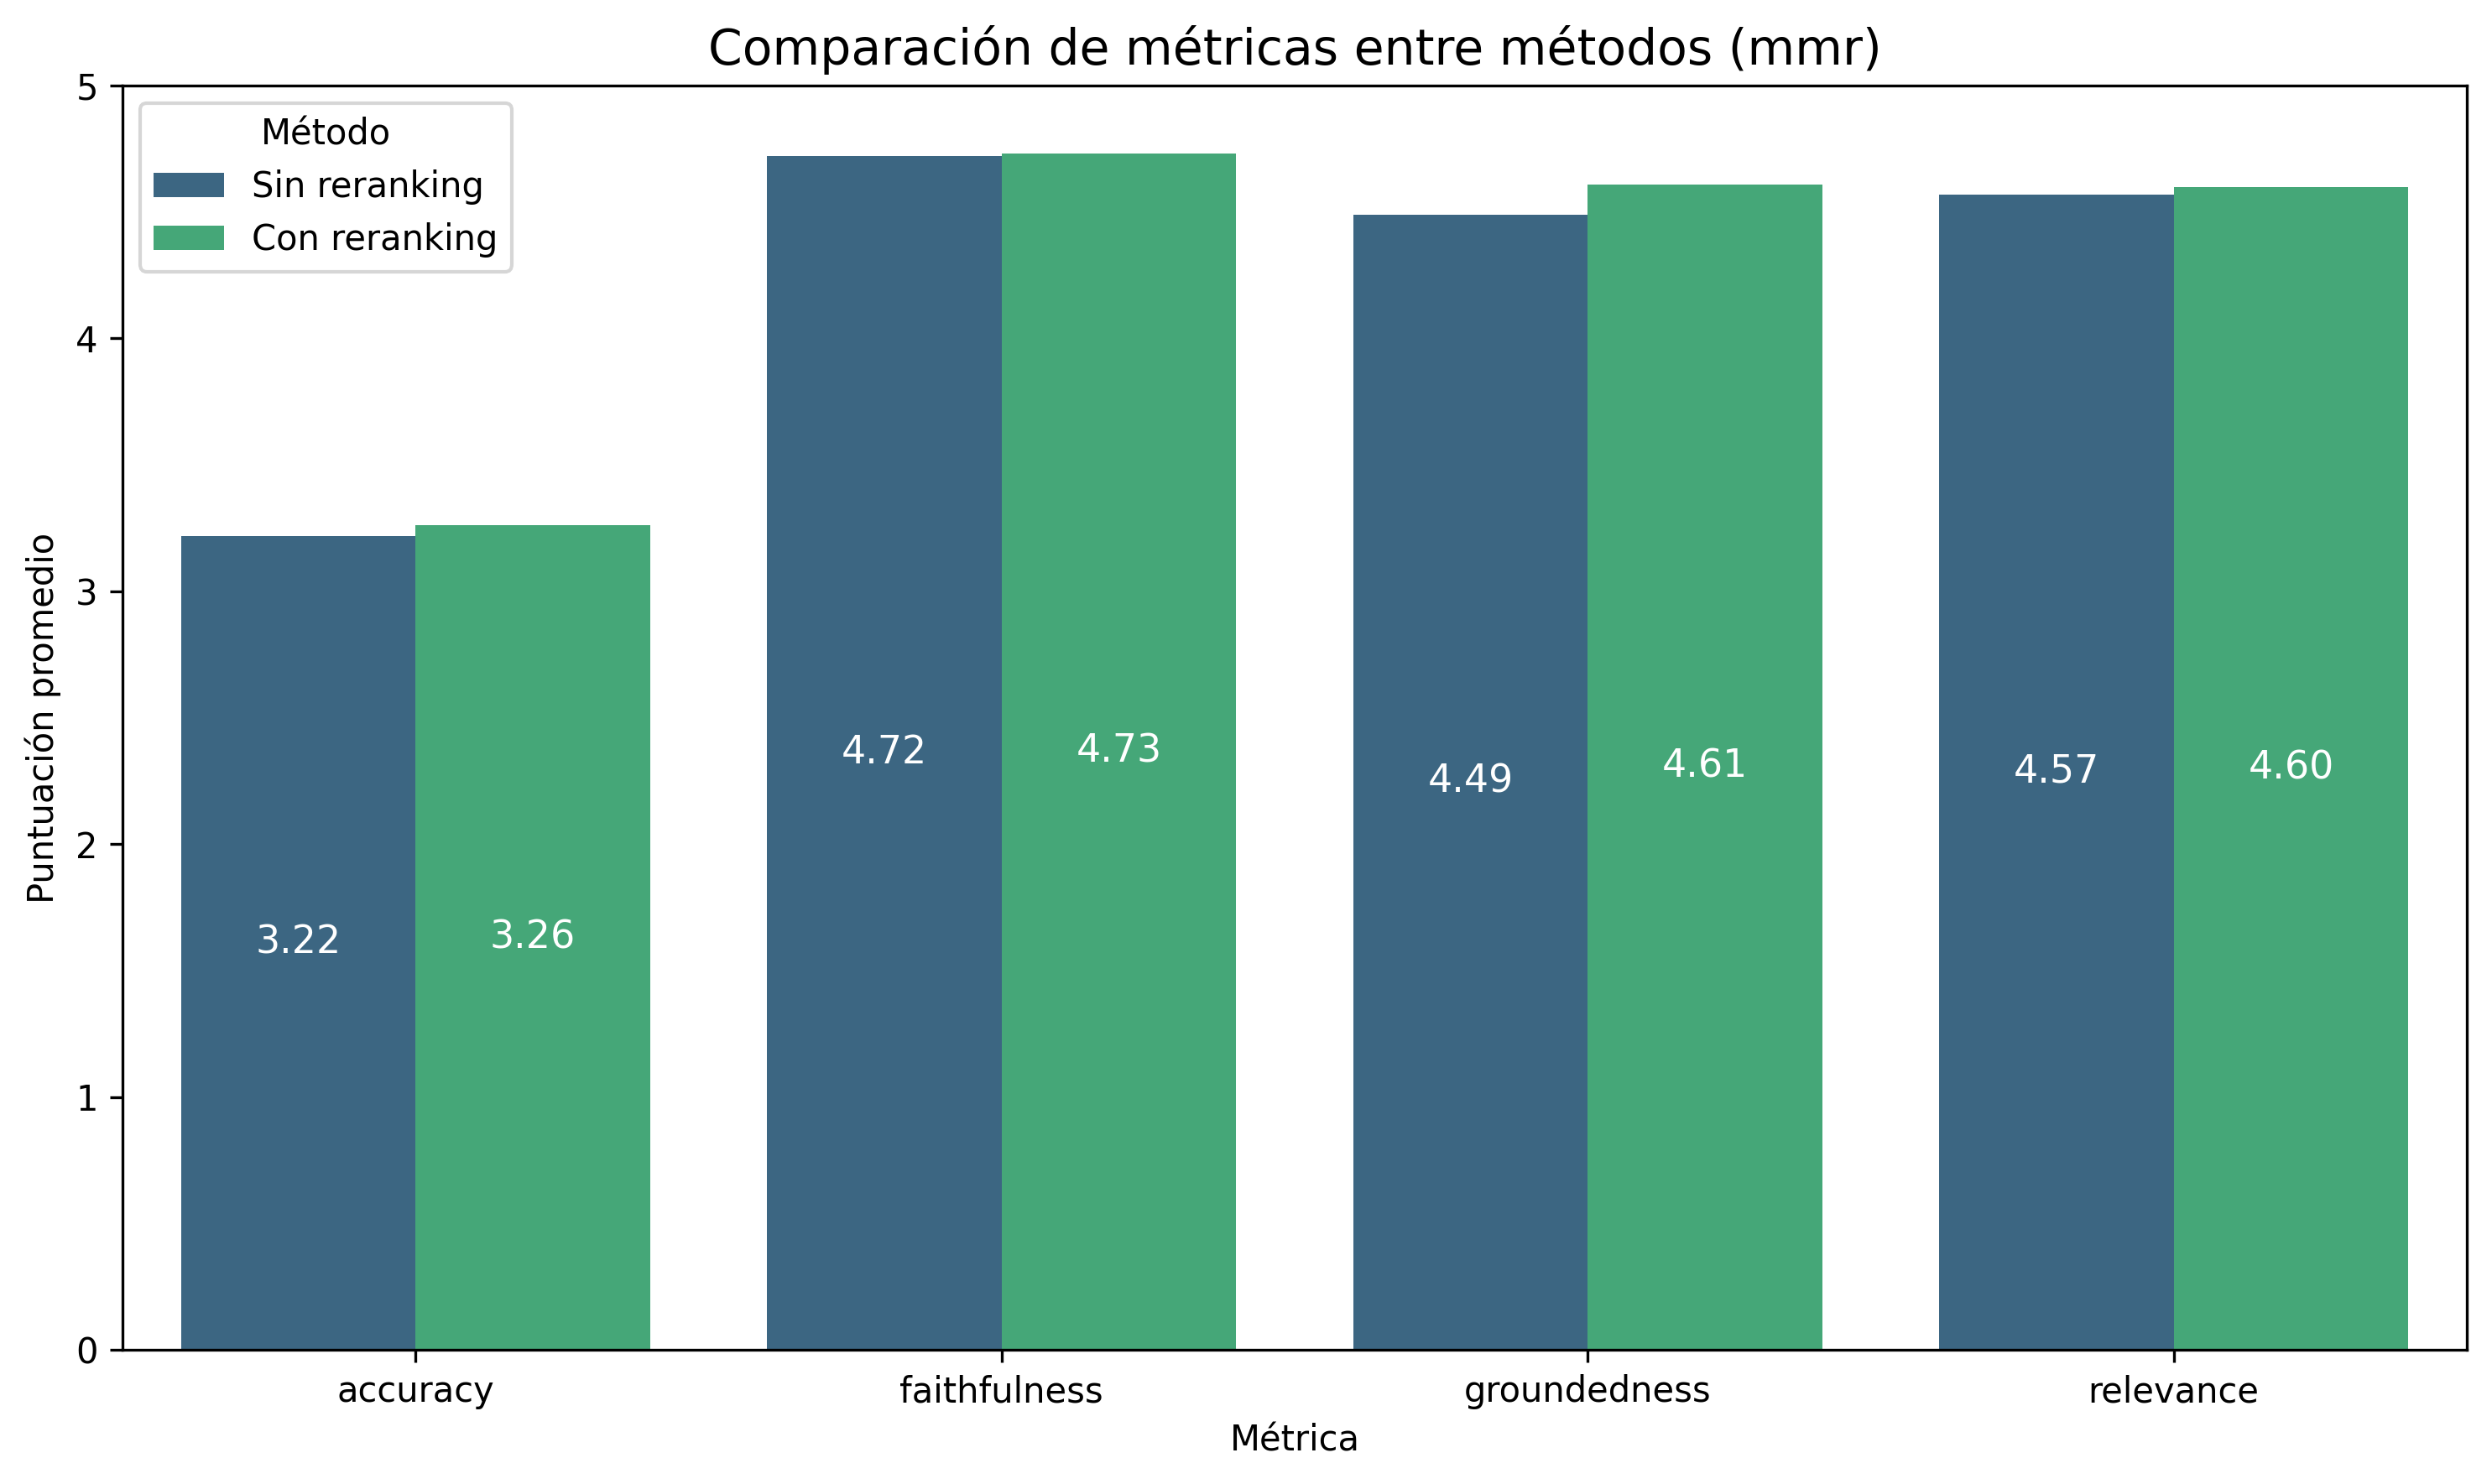 Comparación de métricas entre métodos (mmr)
Método
Sin reranking
Con reranking
Puntuación promedio
5
4
3
2
1
0
3.22
3.26
4.72
4.73
4.49
4.61
4.57
4.60
accuracy
faithfulness
groundedness
relevance
Métrica